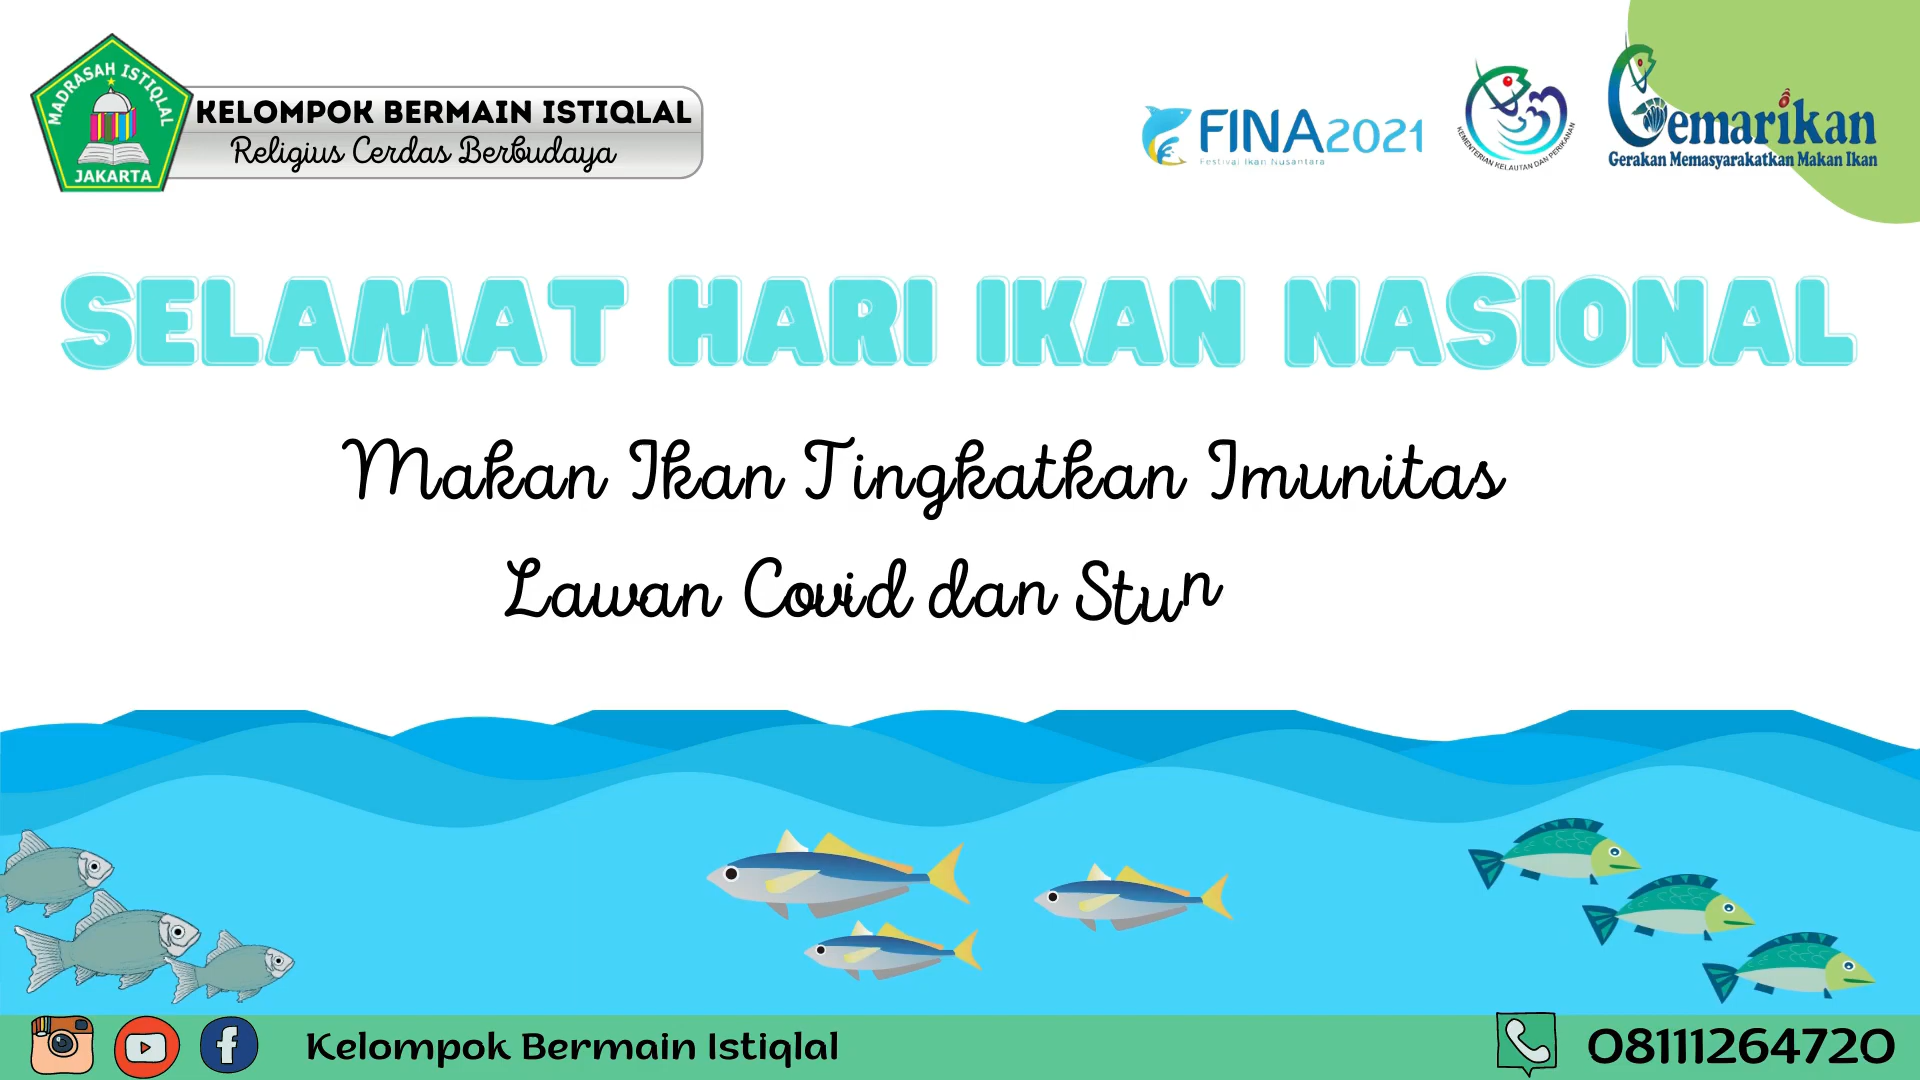 MADRASAH ISTIQLAL
JAKARTA
KELOMPOK BERMAIN ISTIQLAL
Religius Cerdas Berbudaya
FINA2021
Festival Ikan Nusantara
KEMENTERIAN KELAUTAN DAN PERIKANAN
Gemarikan
Gerakan Memasyarakatkan Makan Ikan
SELAMAT HARI IKAN NASIONAL
Makan Ikan Tingkatkan Imunitas
Lawan Covid dan Stun
Kelompok Bermain Istiqlal
08111264720